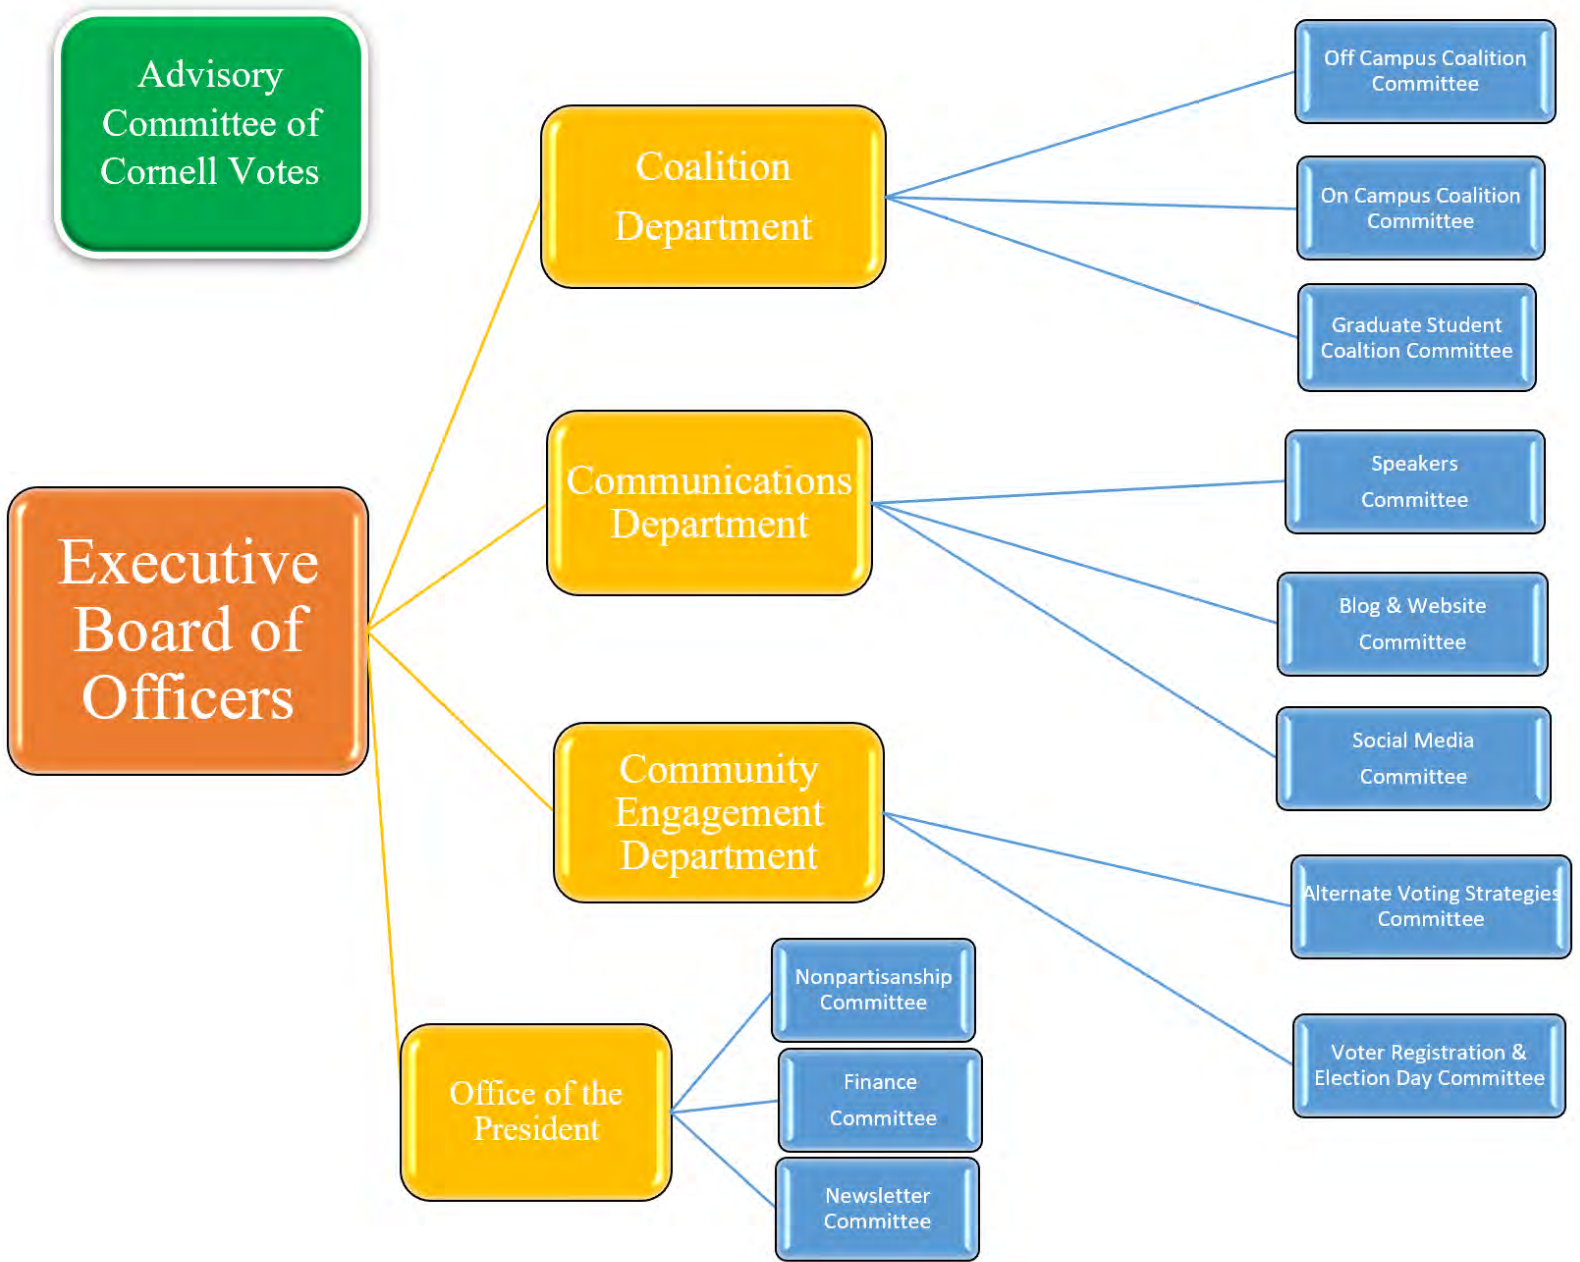 Advisory
Committee of
Cornell Votes
Executive
Board of
Officers
Coalition
Department
Off Campus Coalition
Committee
On Campus Coalition
Committee
Graduate Student
Coaltion Committee
Communications
Department
Speakers
Committee
Blog & Website
Committee
Social Media
Committee
Community
Engagement
Department
Alternate Voting Strategies
Committee
Voter Registration &
Election Day Committee
Office of the
President
Nonpartisanship
Committee
Finance
Committee
Newsletter
Committee